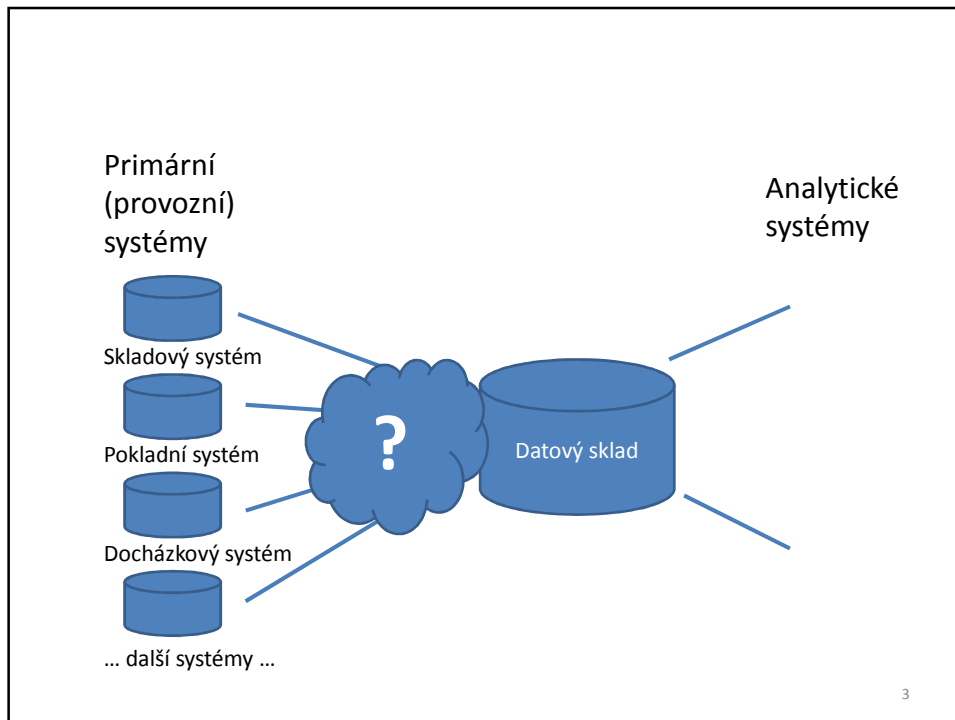 Primární
(provozní)
systémy
Analytické
systémy
Skladový systém
Pokladní systém
Docházkový systém
... další systémy ...
?
Datový sklad
3